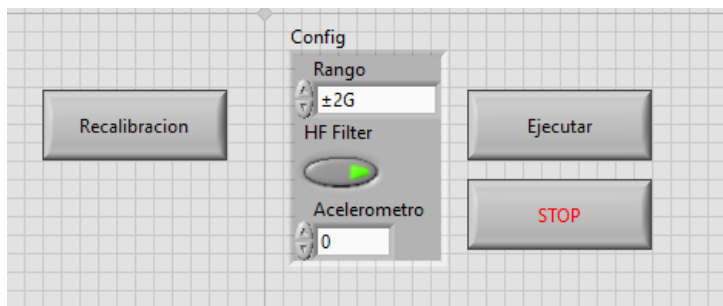 Config
Rango
±2G
HF Filter
Acelerometro
0
Recalibracion
Ejecutar
STOP